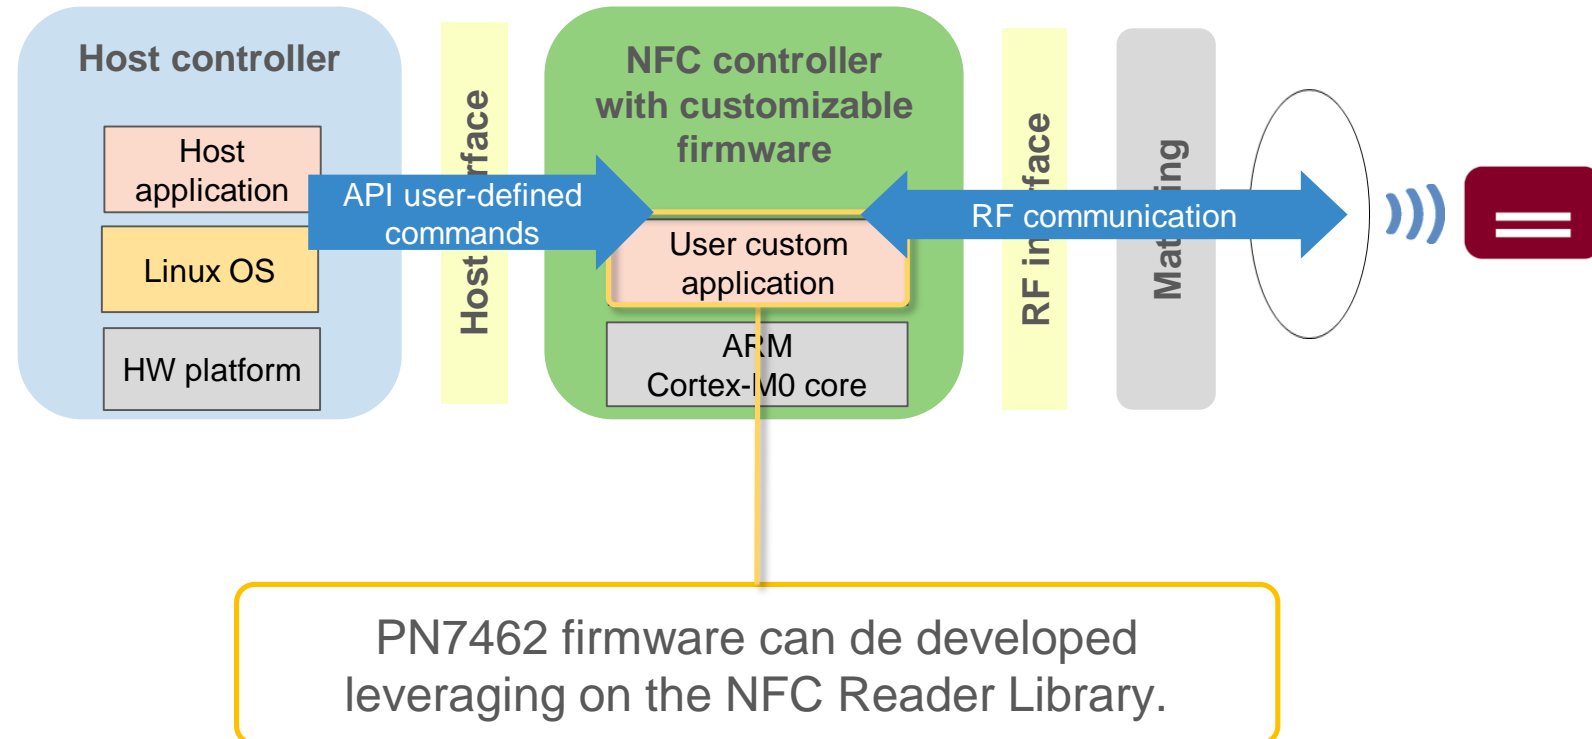 Host controller
Host
application
Linux OS
HW platform
Host
rface
API user-defined
commands
NFC controller
with customizable
firmware
User custom
application
ARM
Cortex-M0 core
RF in
face
RF communication
Mat
ing
PN7462 firmware can de developed
leveraging on the NFC Reader Library.